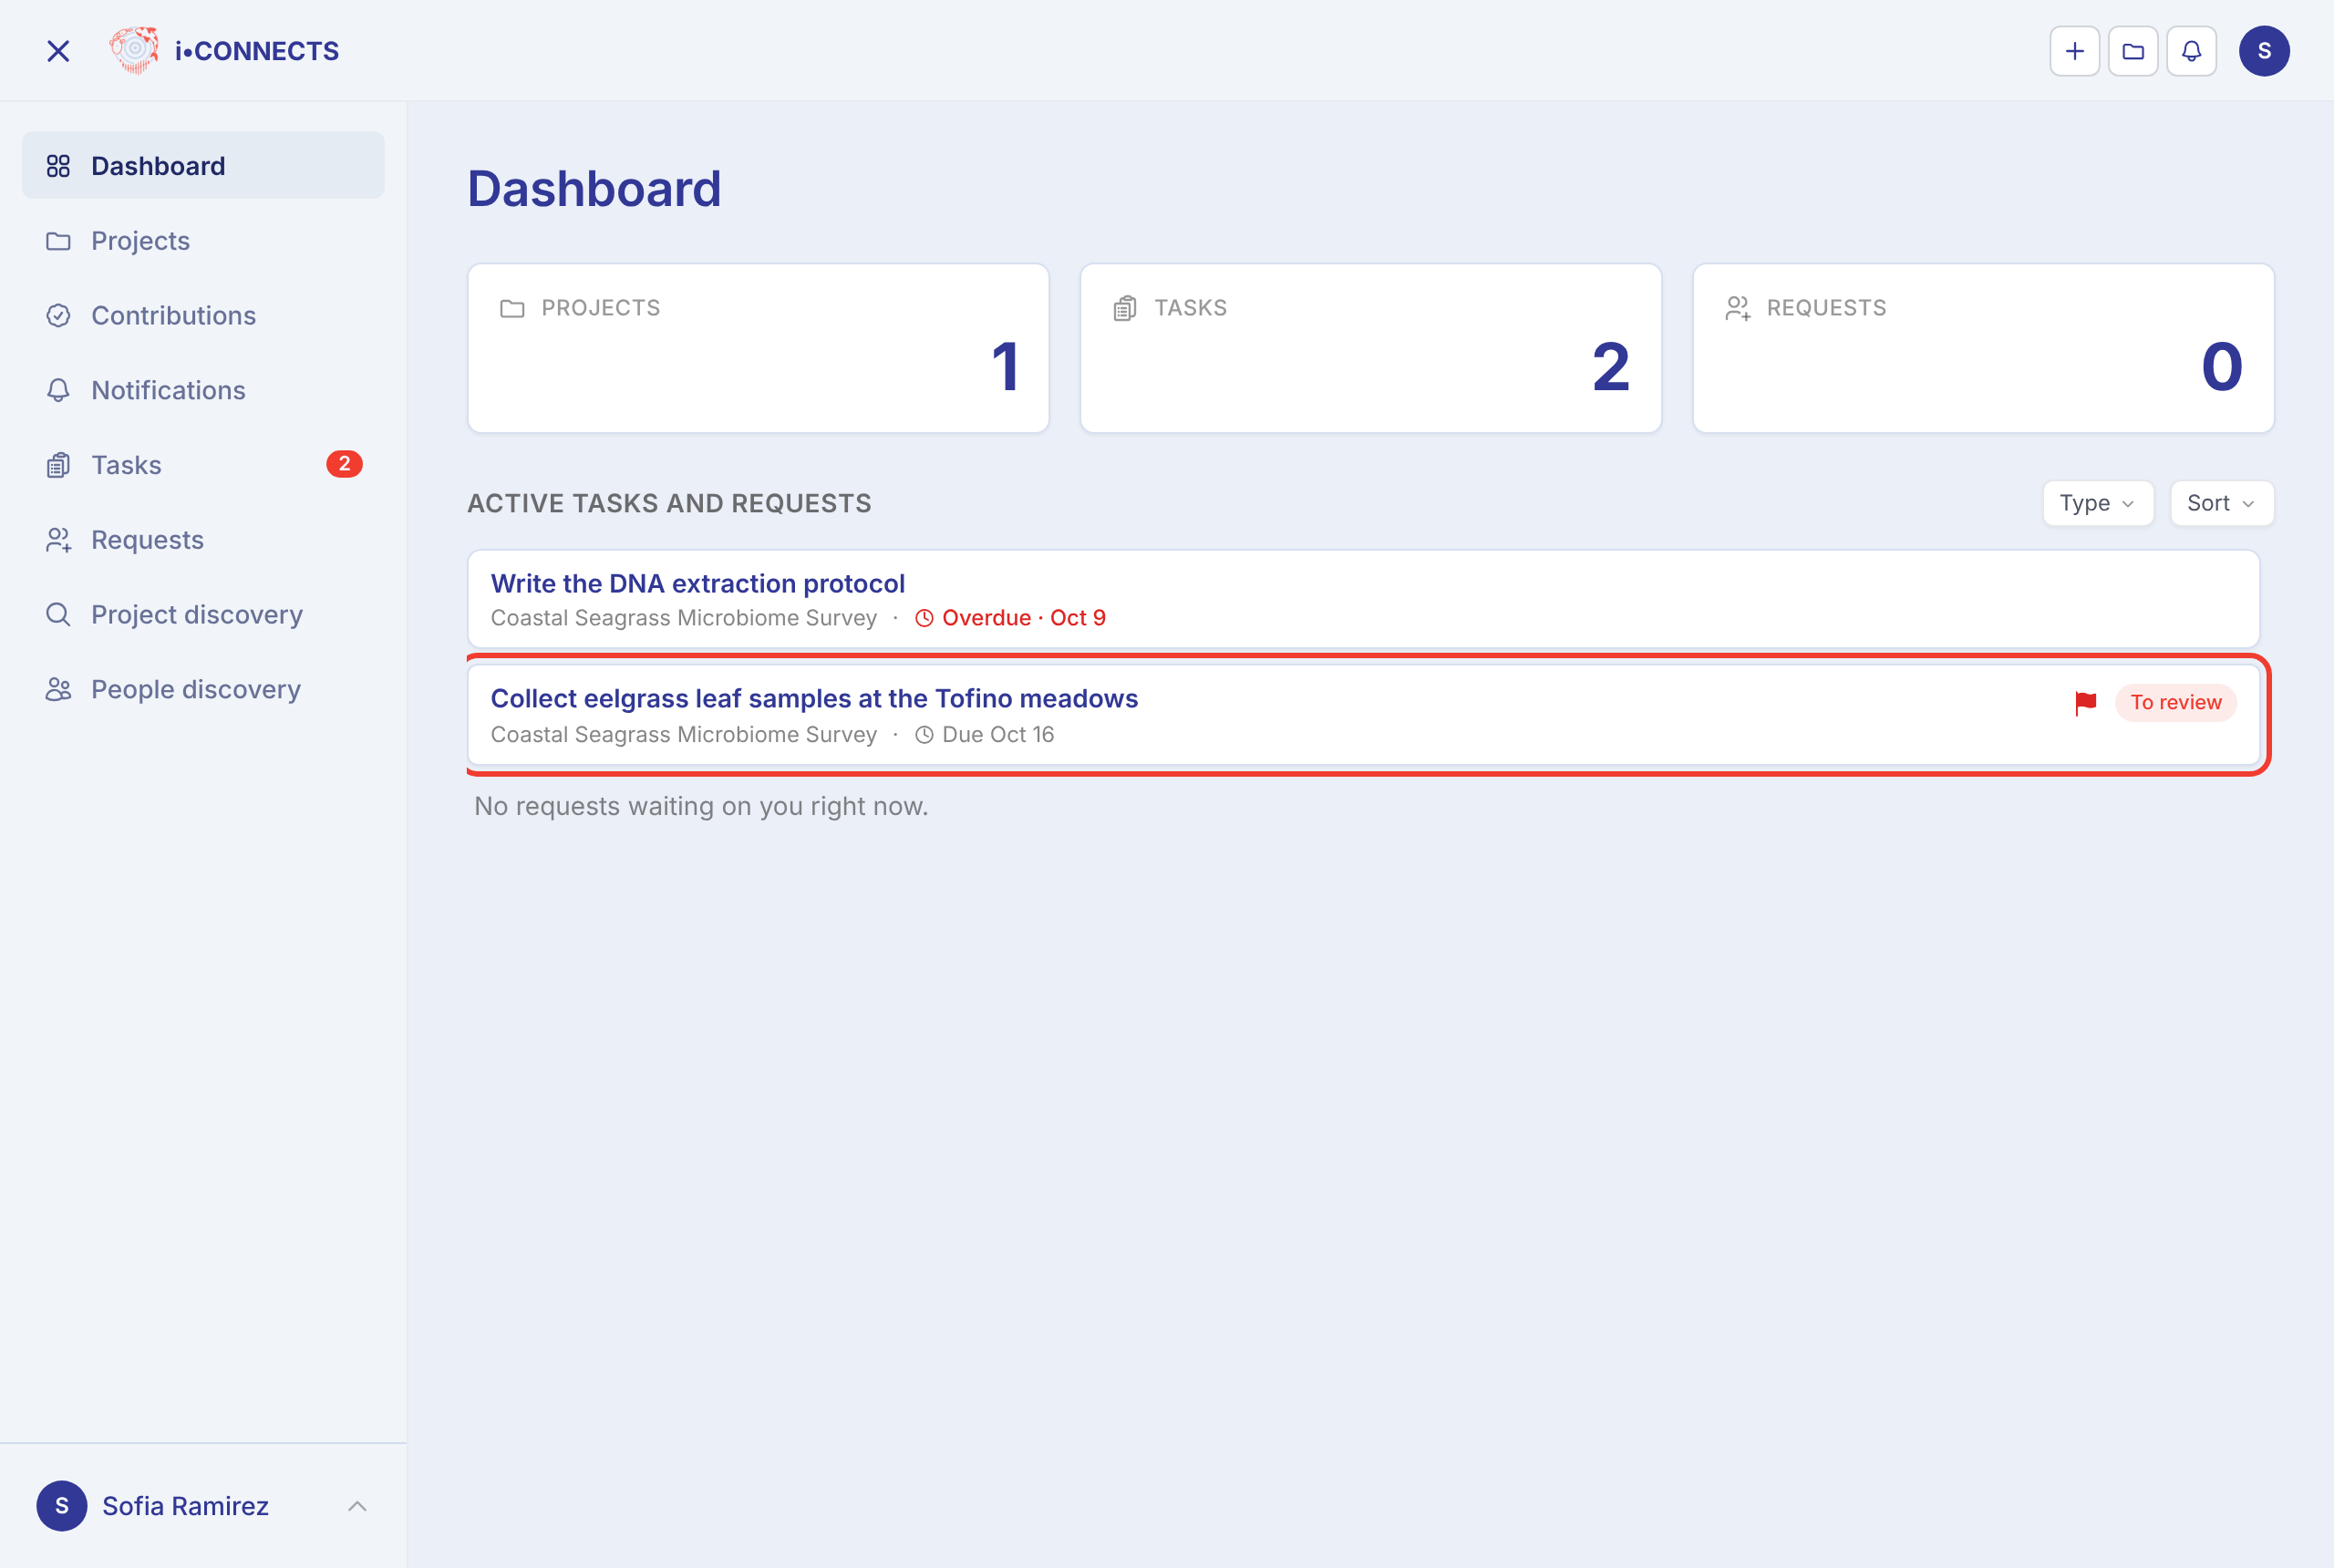 i•CONNECTS
S
Dashboard
Projects
Contributions
Notifications
Tasks
2
Requests
Project discovery
People discovery
S
Sofia Ramirez
Dashboard
PROJECTS
1
TASKS
2
REQUESTS
0
ACTIVE TASKS AND REQUESTS
Type
Sort
Write the DNA extraction protocol
Coastal Seagrass Microbiome Survey · Overdue · Oct 9
Collect eelgrass leaf samples at the Tofino meadows
To review
Coastal Seagrass Microbiome Survey · Due Oct 16
No requests waiting on you right now.